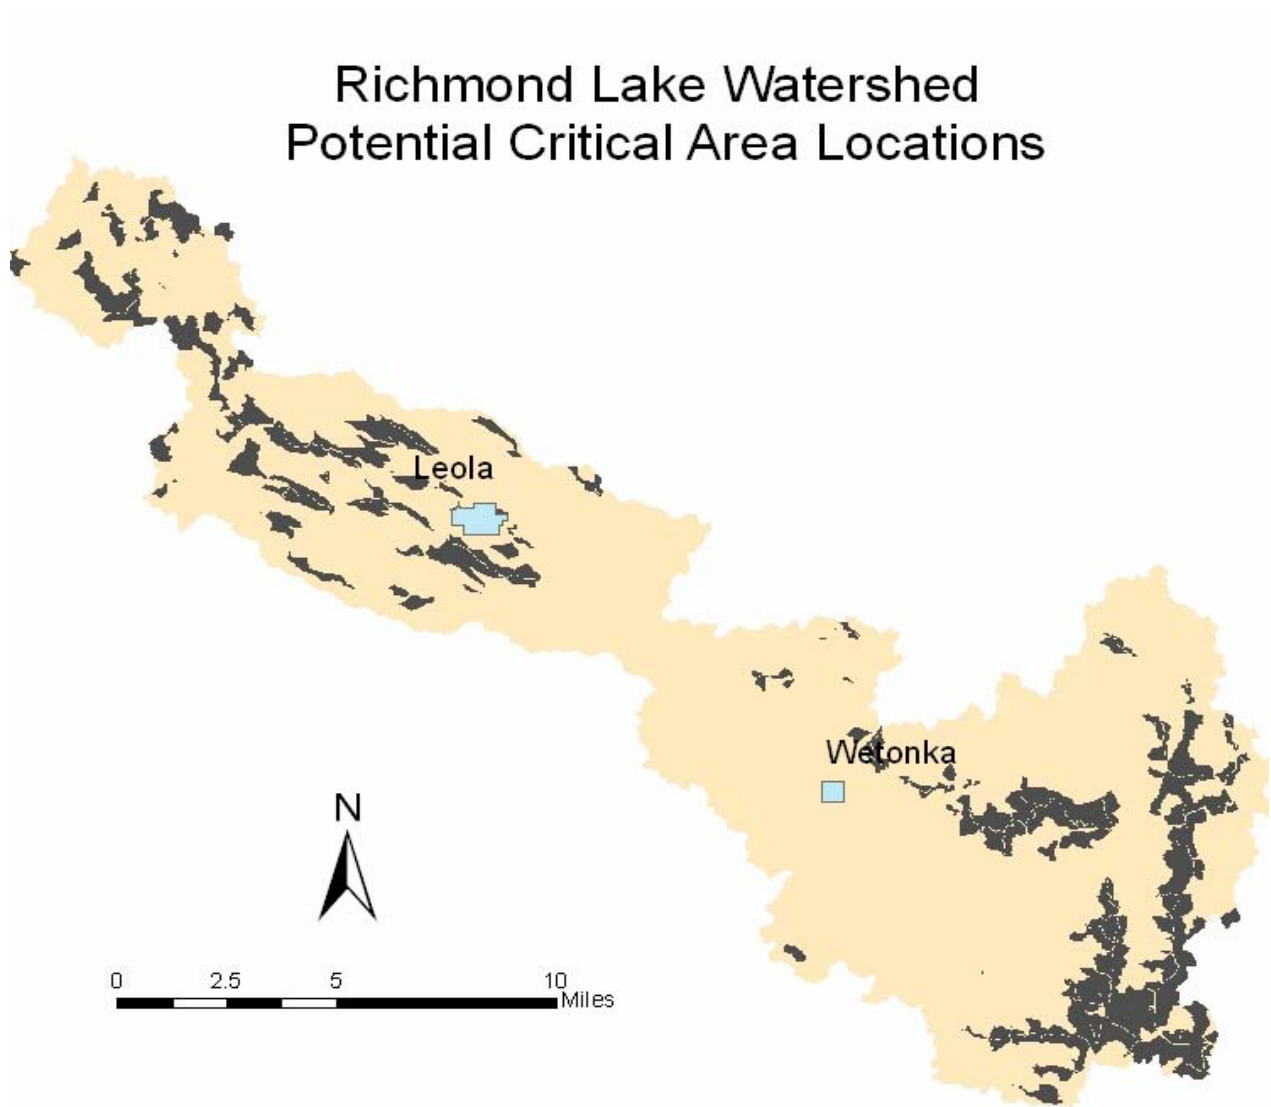 Richmond Lake Watershed
Potential Critical Area Locations
Leola
Wetonka
N
0 2.5 5 10
Miles